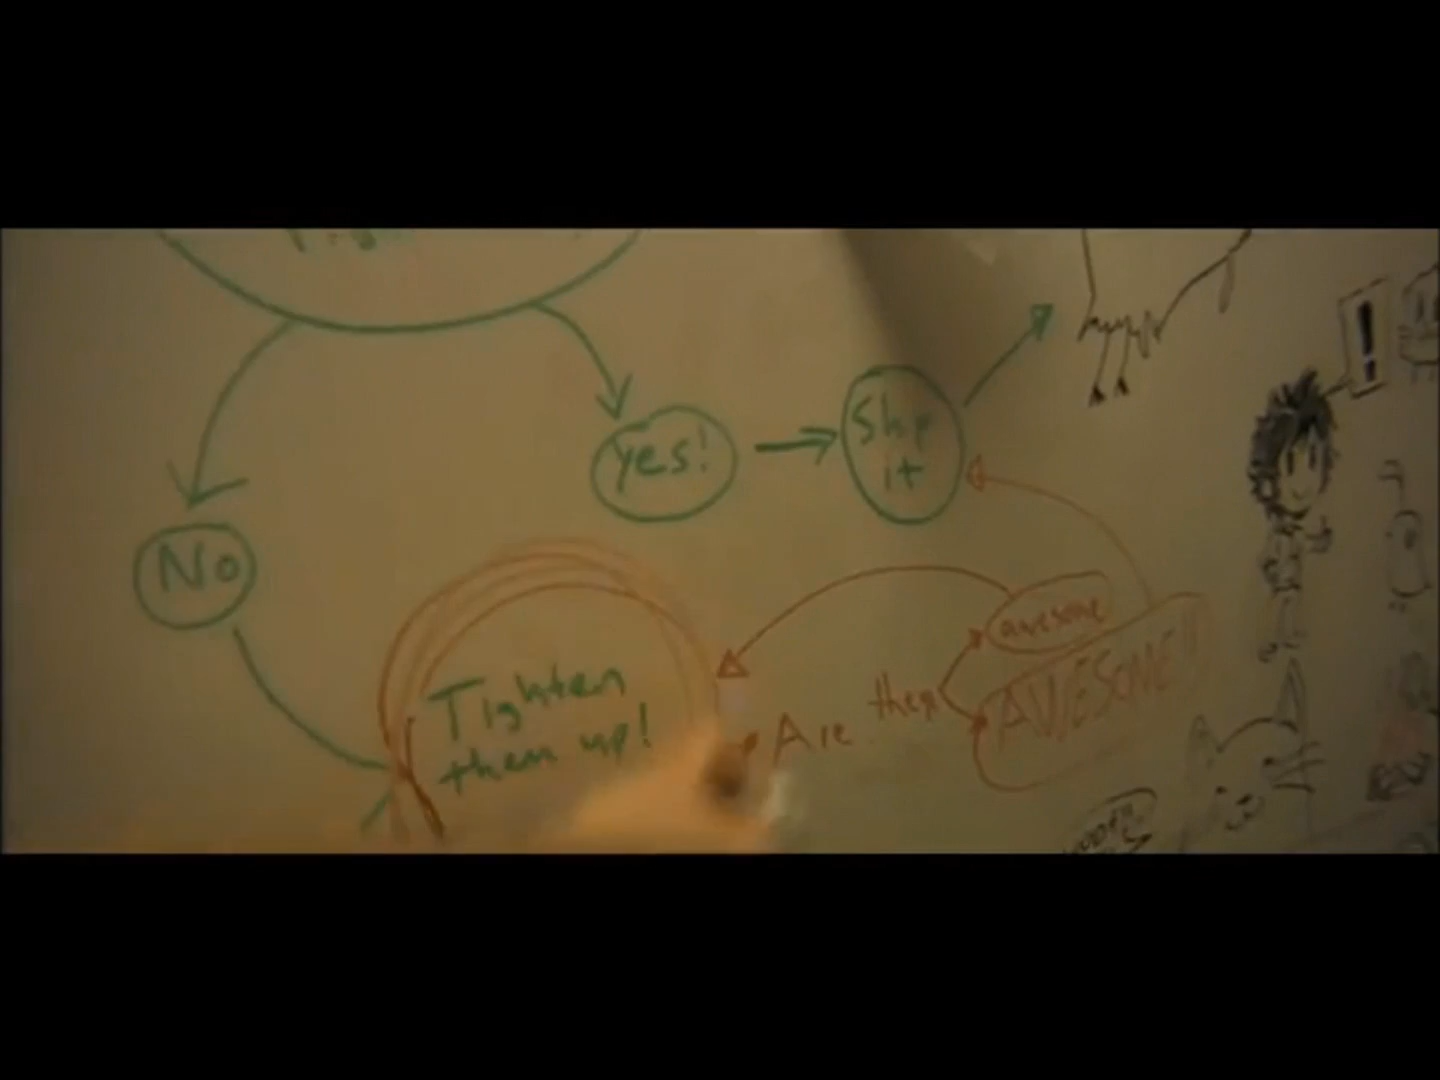 Yes!
Ship
it
No
Tighten
them up!
Are they
awesome
AWESOME!
!